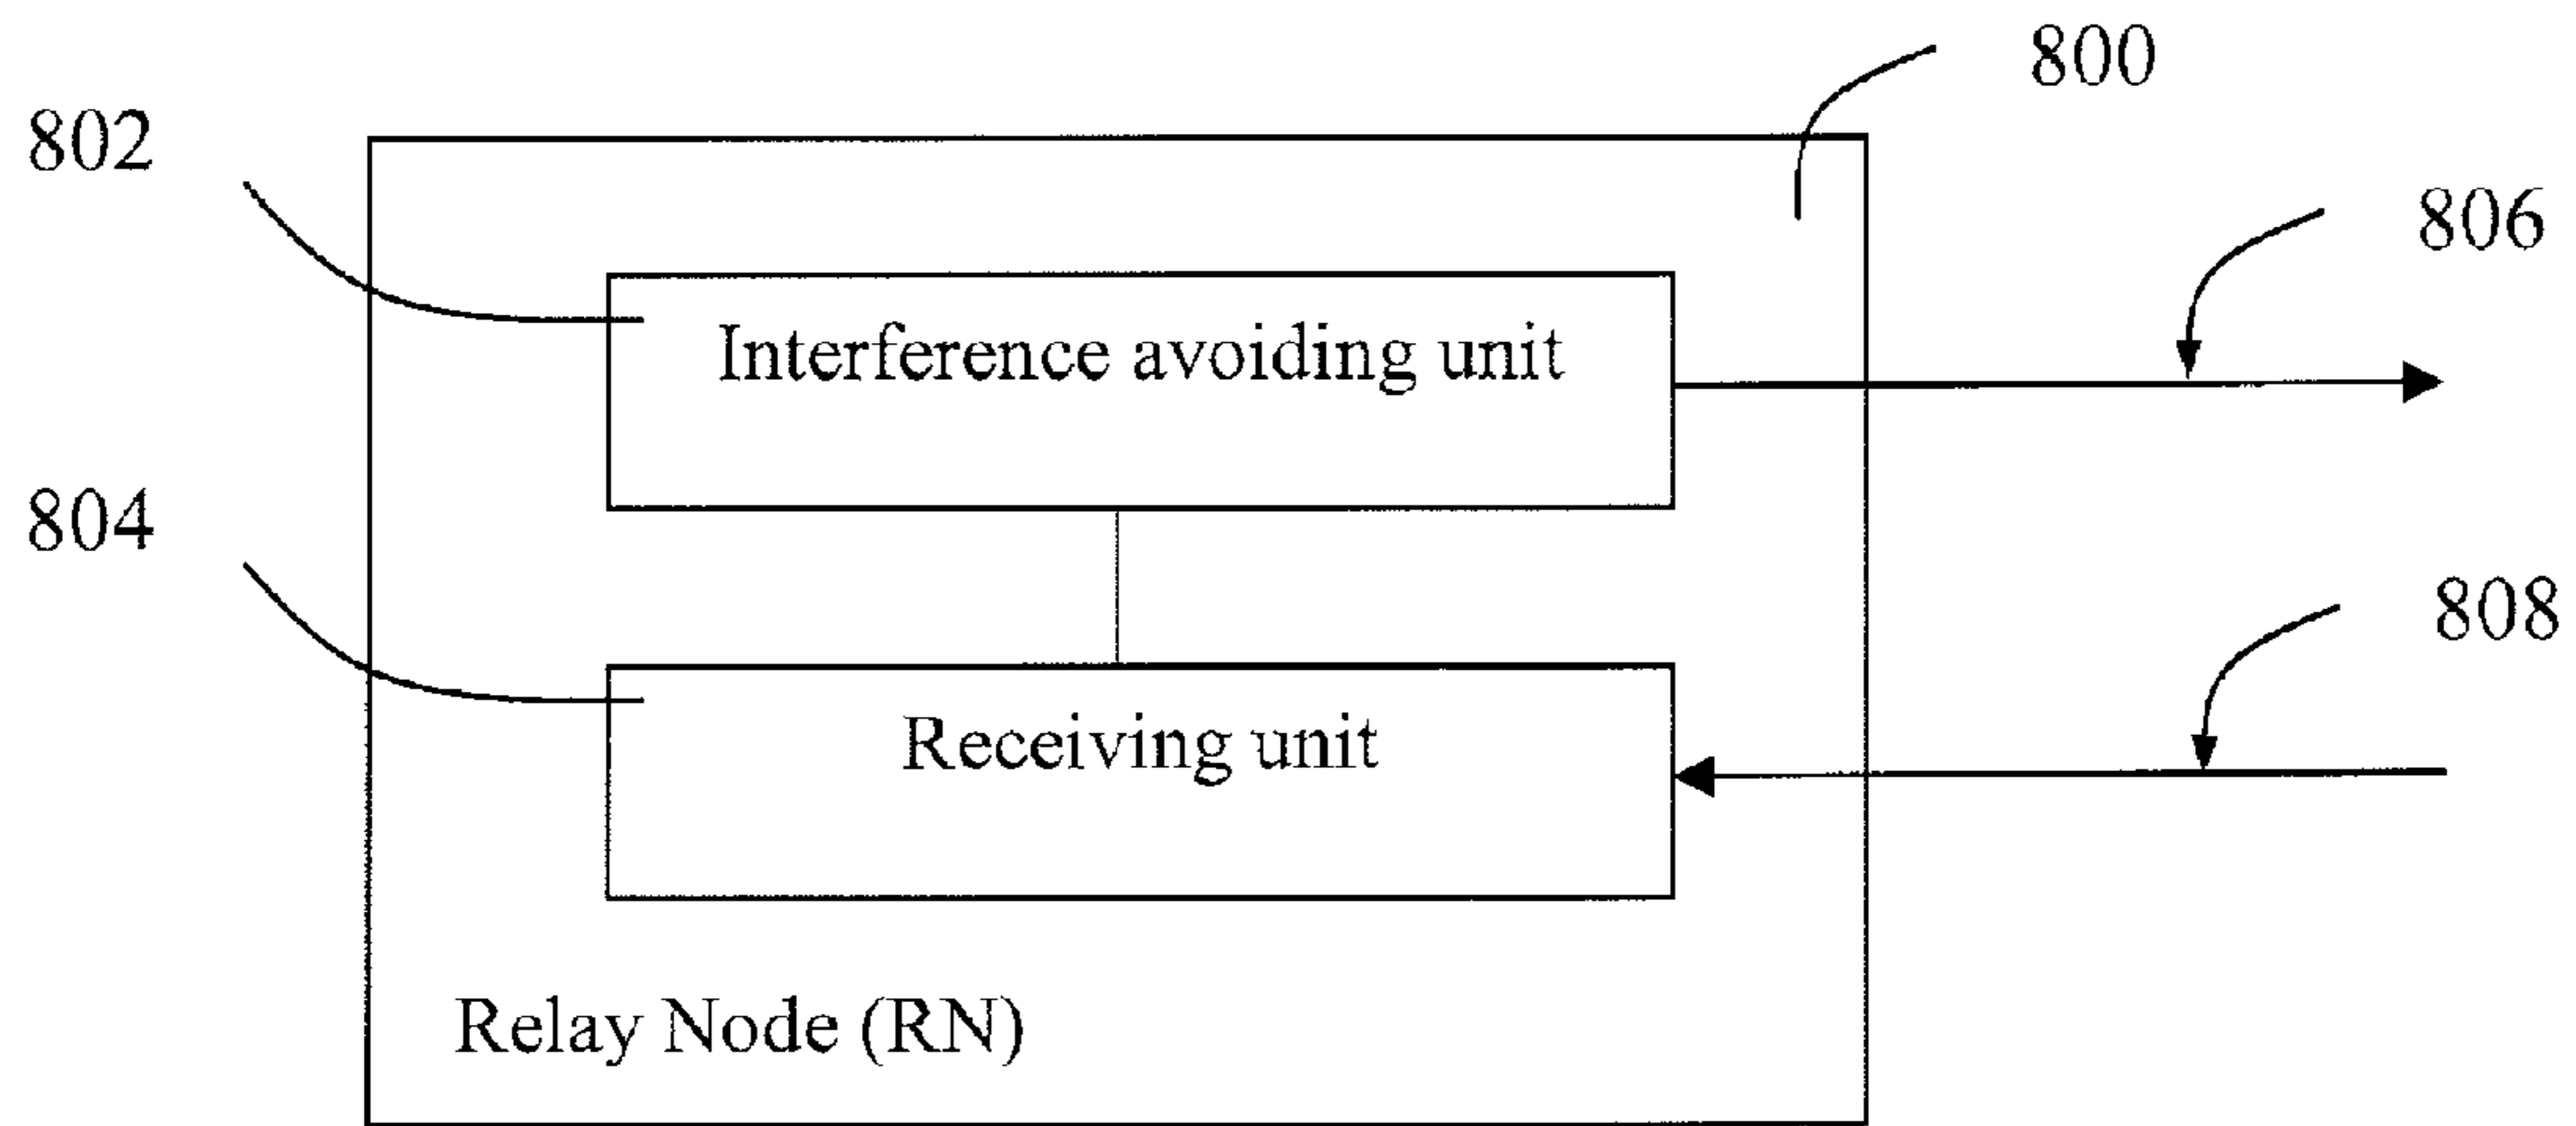 800
802
806
Interference avoiding unit
804
808
Receiving unit
Relay Node (RN)